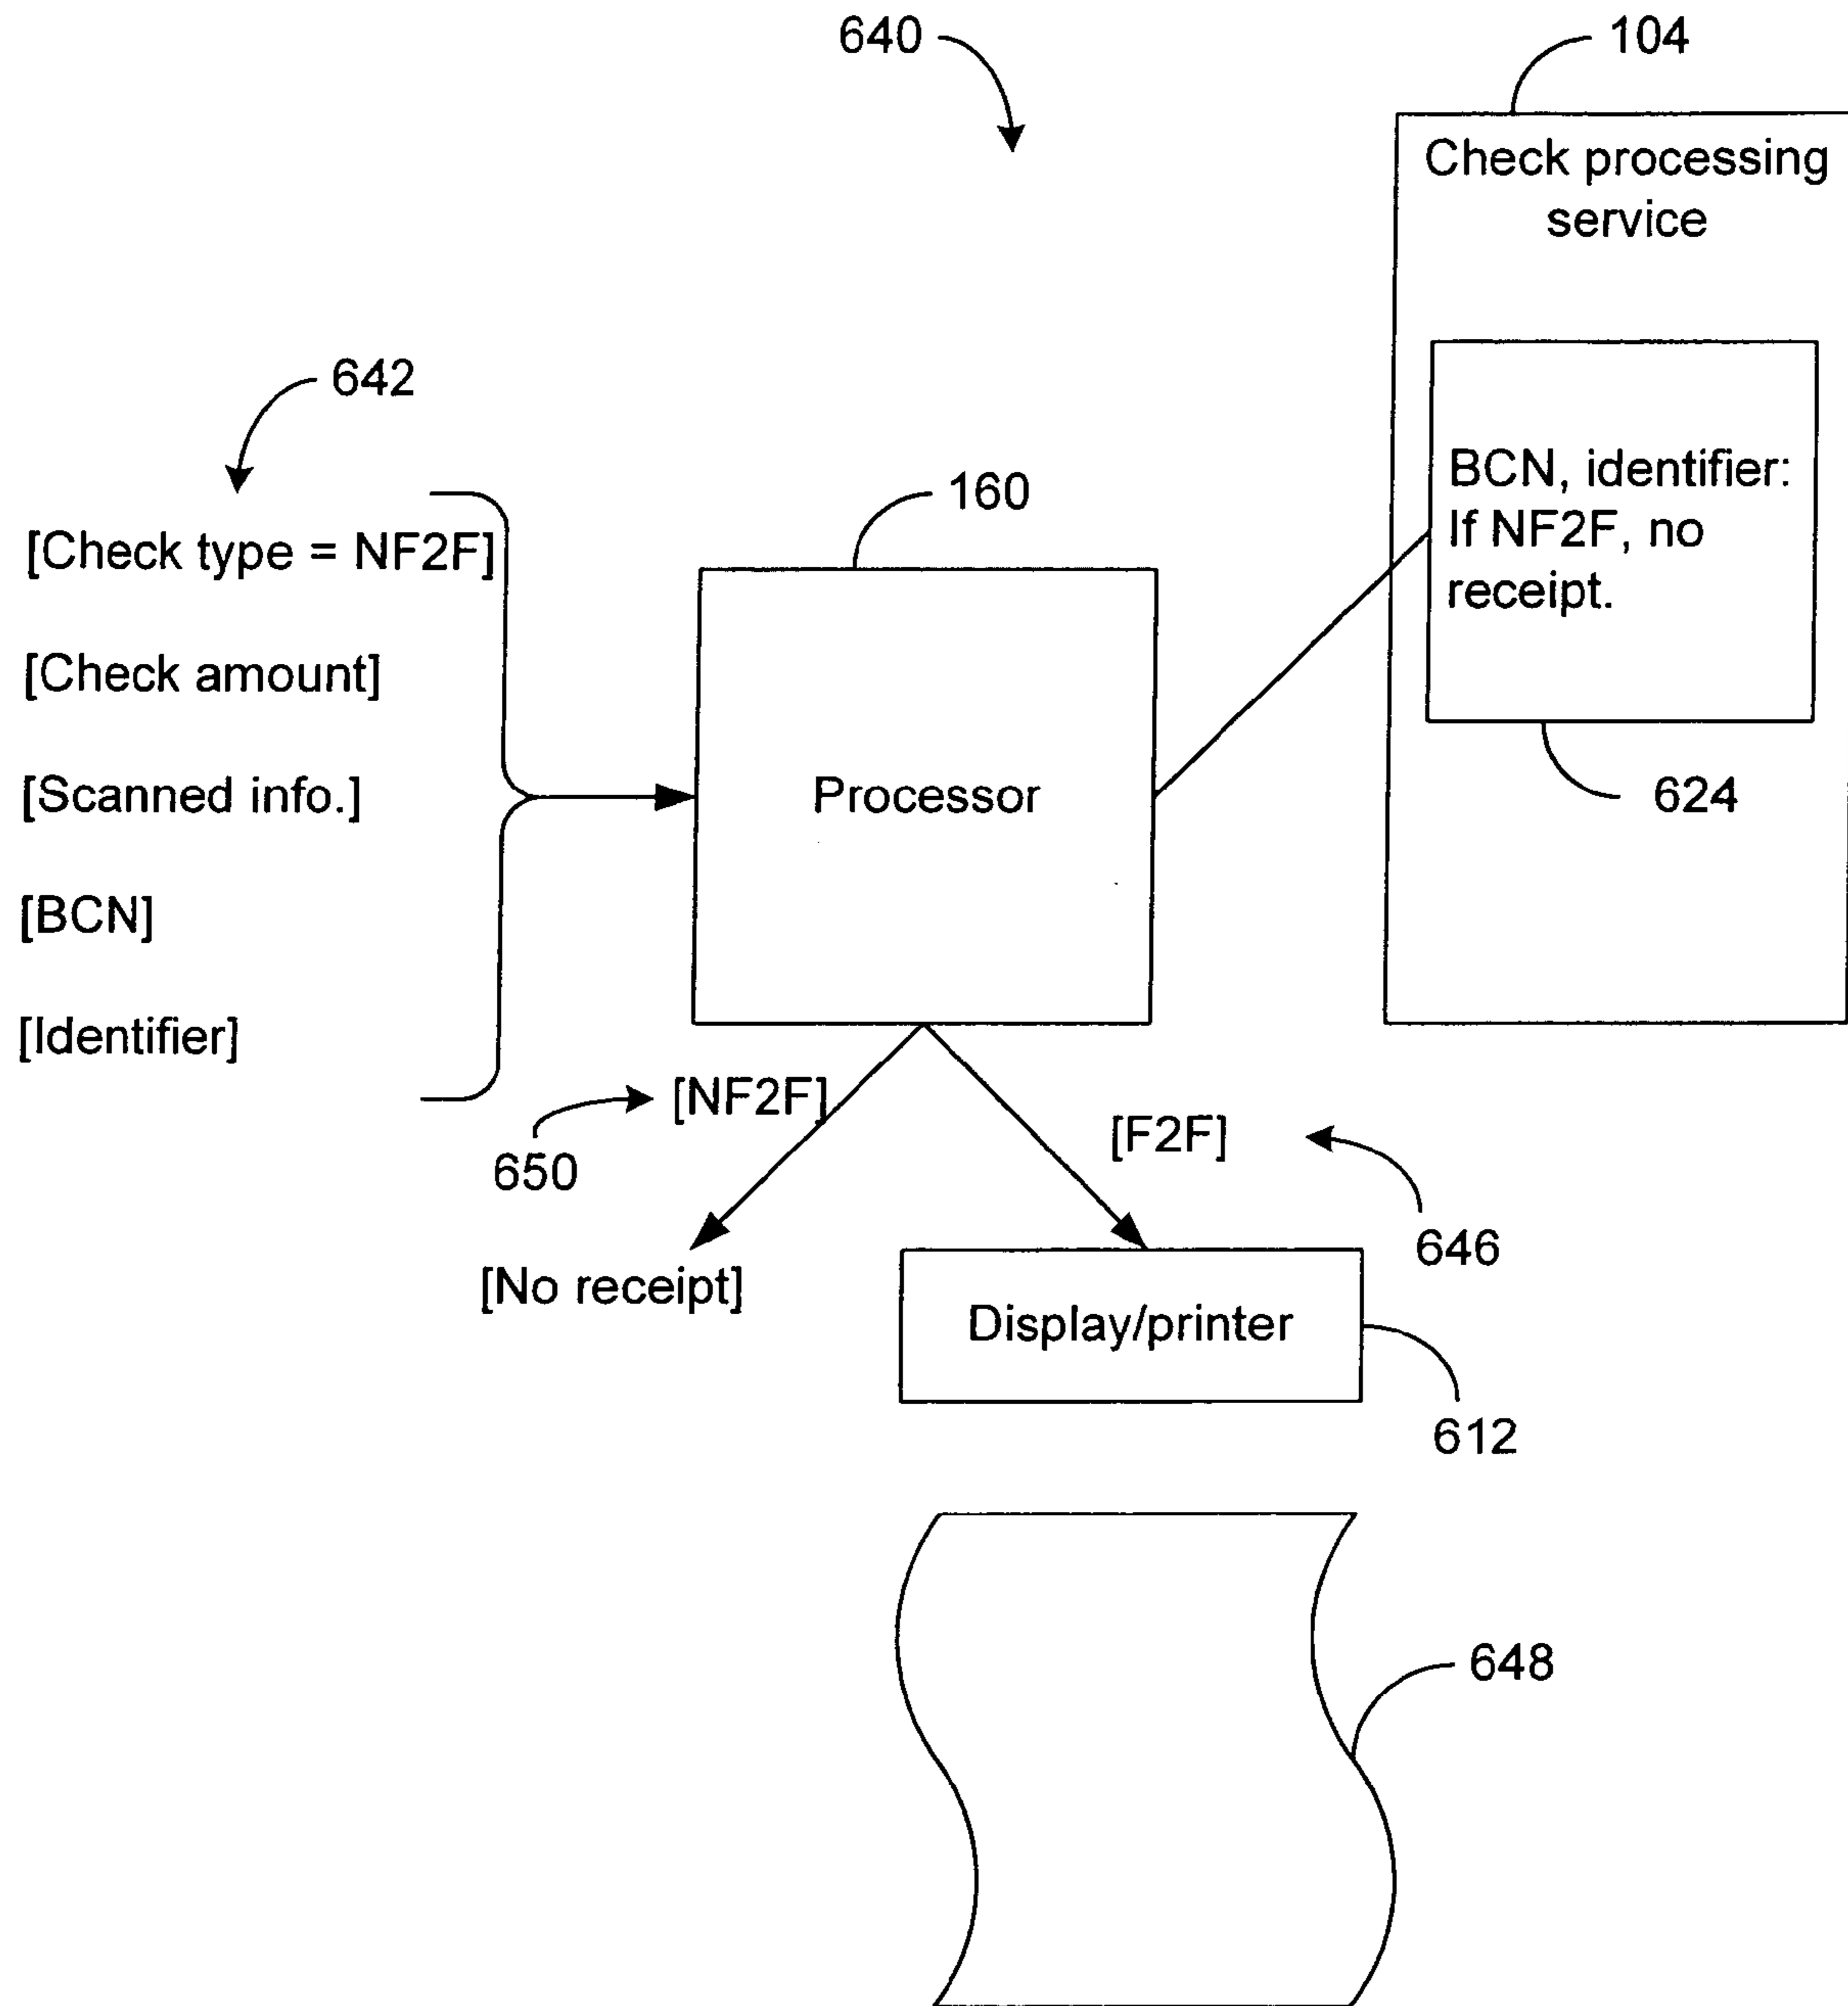 640
104
Check processing
service
642
160
BCN, identifier:
If NF2F, no
receipt.
[Check type = NF2F]
[Check amount]
[Scanned info.]
Processor
624
[BCN]
[Identifier]
[NF2F]
[F2F]
650
646
[No receipt]
Display/printer
612
648